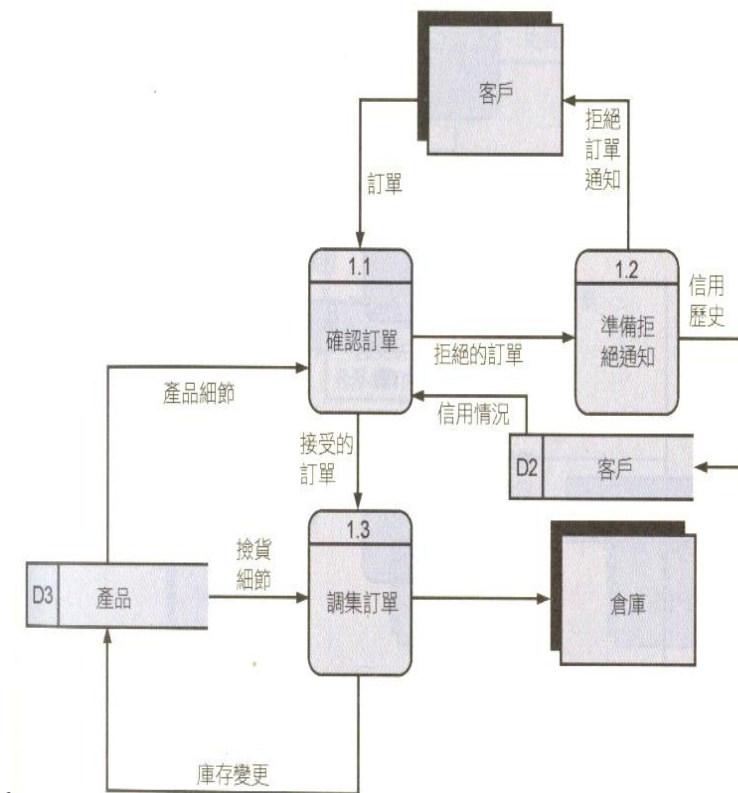 客戶
拒絕
訂單
通知
訂單
1.1
確認訂單
1.2
準備拒
絕通知
信用
歷史
拒絕的訂單
產品細節
信用情況
接受的
訂單
D2
客戶
1.3
調集訂單
撿貨
細節
D3
產品
倉庫
庫存變更